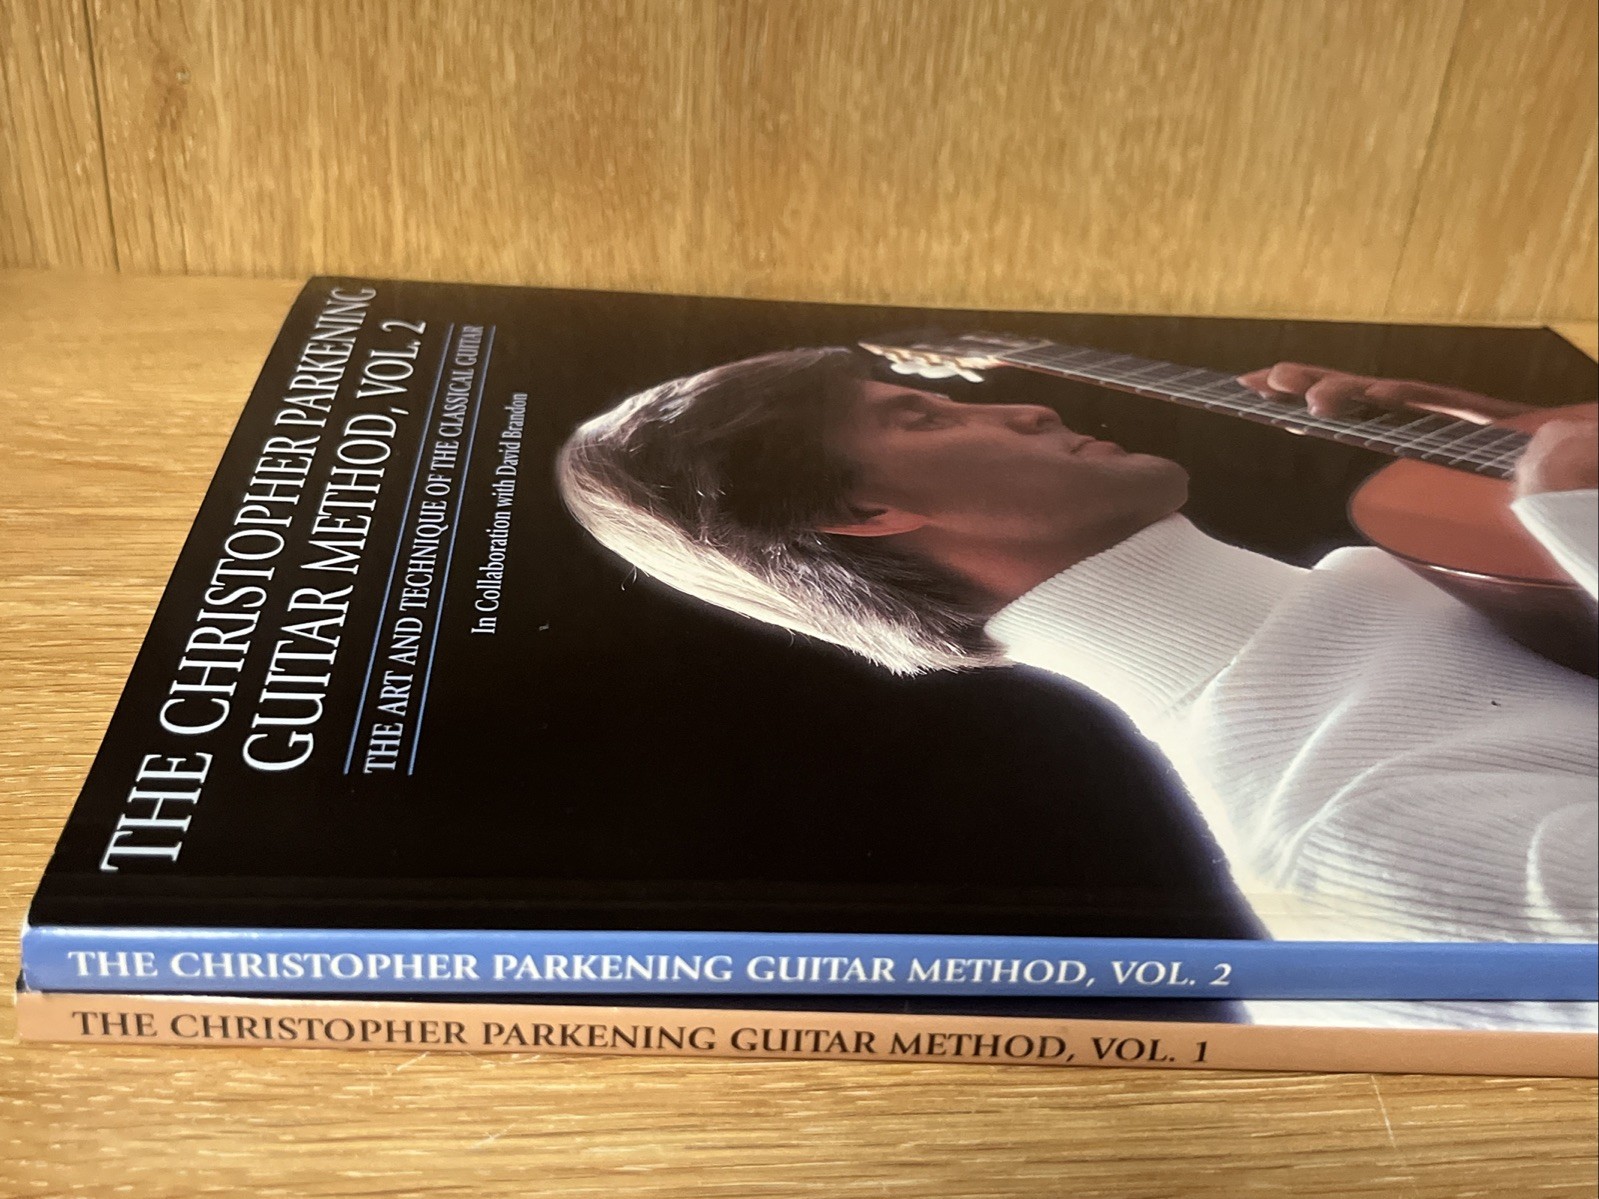 THE CHRISTOPHER PARKENING
GUITAR METHOD, VOL. 2
THE ART AND TECHNIQUE OF THE CLASSICAL GUITAR
In Collaboration with David Brandon
THE CHRISTOPHER PARKENING GUITAR METHOD, VOL. 2
THE CHRISTOPHER PARKENING GUITAR METHOD, VOL. 1